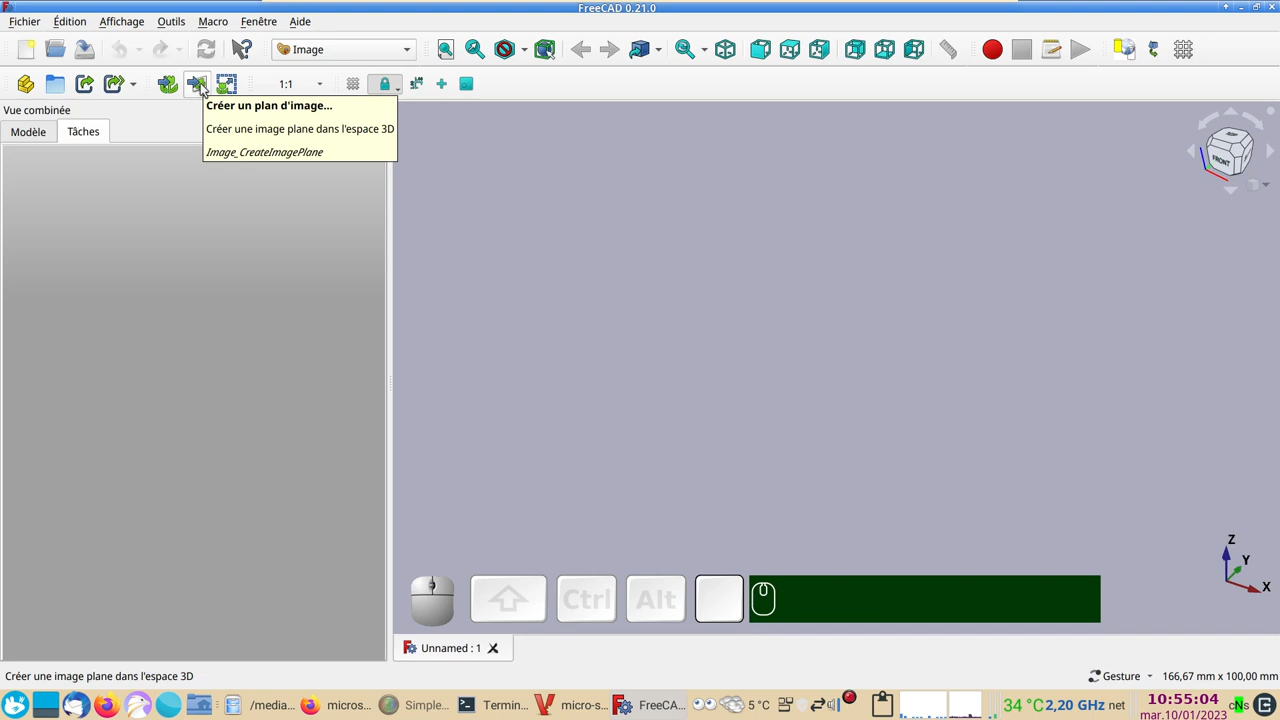 FreeCAD 0.21.0
Fichier Édition Affichage Outils Macro Fenêtre Aide
Image
1:1
Créer un plan d'image...
Créer une image plane dans l'espace 3D
Image_CreateImagePlane
Vue combinée
Modèle Tâches
FRONT
Z
Y
X
Ctrl Alt
Unnamed : 1
Créer une image plane dans l'espace 3D
Gesture 166,67 mm x 100,00 mm
/media... micros... Simple... Termin... micro-s... FreeCA... 5 °C 34 °C 2,20 GHz net 10:55:04
mar.10/01/2023
cNs